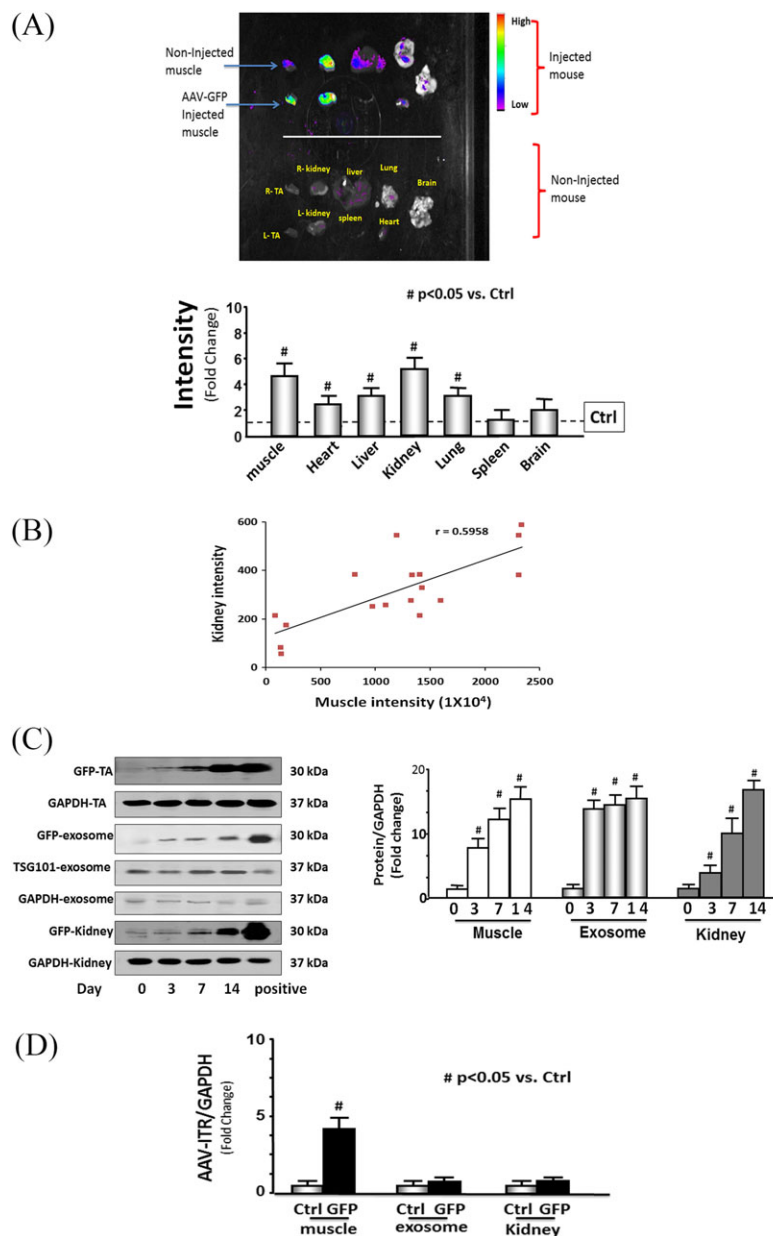 (A)
Non-Injected
muscle
AAV-GFP
Injected
muscle
High
Low
Injected
mouse
R- kidney
liver
Lung
Brain
R- TA
L- kidney
spleen
Heart
L- TA
Non-Injected
mouse
# p<0.05 vs. Ctrl
Intensity
(Fold Change)
10
8
6
4
2
0
# # # # #
Ctrl
muscle Heart Liver Kidney Lung Spleen Brain
(B)
r = 0.5958
Kidney intensity
600
400
200
0
0 500 1000 1500 2000 2500
Muscle intensity (1X10⁴)
(C)
GFP-TA 30 kDa
GAPDH-TA 37 kDa
GFP-exosome 30 kDa
TSG101-exosome 37 kDa
GAPDH-exosome 37 kDa
GFP-Kidney 30 kDa
GAPDH-Kidney 37 kDa
Day 0 3 7 14 positive
Protein/GAPDH
(Fold change)
20
10
0
# # # # # # # # #
0 3 7 1 4 0 3 7 1 4 0 3 7 14
Muscle Exosome Kidney
(D)
AAV-ITR/GAPDH
(Fold Change)
10
5
0
# p<0.05 vs. Ctrl
#
Ctrl GFP Ctrl GFP Ctrl GFP
muscle exosome Kidney